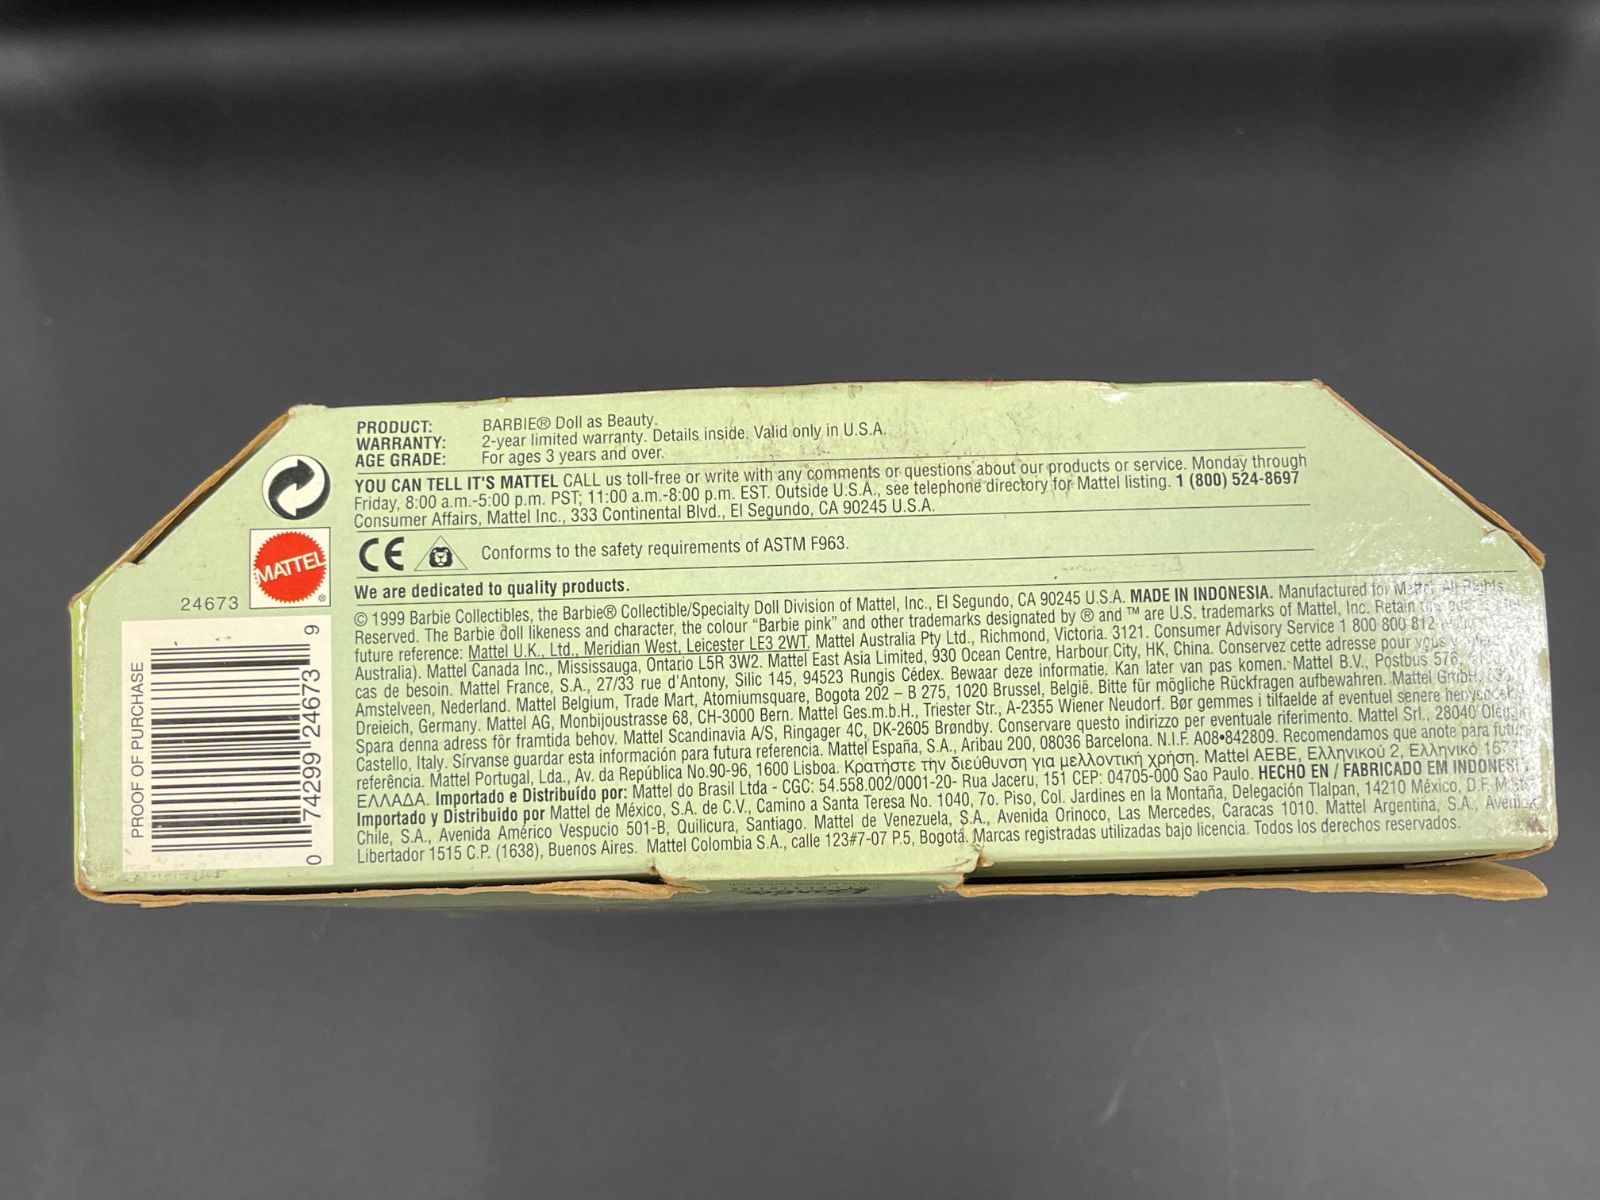 PRODUCT: BARBIE® Doll as Beauty.
WARRANTY: 2-year limited warranty. Details inside. Valid only in U.S.A.
AGE GRADE: For ages 3 years and over.
YOU CAN TELL IT'S MATTEL CALL us toll-free or write with any comments or questions about our products or service. Monday through
Friday, 8:00 a.m.-5:00 p.m. PST; 11:00 a.m.-8:00 p.m. EST. Outside U.S.A., see telephone directory for Mattel listing. 1 (800) 524-8697
Consumer Affairs, Mattel Inc., 333 Continental Blvd., El Segundo, CA 90245 U.S.A.
CE Conforms to the safety requirements of ASTM F963.
We are dedicated to quality products.
© 1999 Barbie Collectibles, the Barbie® Collectible/Specialty Doll Division of Mattel, Inc., El Segundo, CA 90245 U.S.A. MADE IN INDONESIA. Manufactured for Mattel. All Rights
Reserved. The Barbie doll likeness and character, the colour "Barbie pink" and other trademarks designated by ® and ™ are U.S. trademarks of Mattel, Inc. Retain
future reference: Mattel U.K., Ltd., Meridian West, Leicester LE3 2WT. Mattel Australia Pty Ltd., Richmond, Victoria. 3121. Consumer Advisory Service 1 800 800 812
Australia). Mattel Canada Inc., Mississauga, Ontario L5R 3W2. Mattel East Asia Limited, 930 Ocean Centre, Harbour City, HK, China. Conservez cette adresse pour vous y
cas de besoin. Mattel France, S.A., 27/33 rue d'Antony, Silic 145, 94523 Rungis Cédex. Bewaar deze informatie. Kan later van pas komen. Mattel B.V., Postbus 576,
Amstelveen, Nederland. Mattel Belgium, Trade Mart, Atomiumsquare, Bogota 202 – B 275, 1020 Brussel, België. Bitte für mögliche Rückfragen aufbewahren. Mattel GmbH,
Dreieich, Germany. Mattel AG, Monbijoustrasse 68, CH-3000 Bern. Mattel Ges.m.b.H., Triester Str., A-2355 Wiener Neudorf. Bør gemmes i tilfaelde af eventuel senere
Spara denna adress för framtida behov. Mattel Scandinavia A/S, Ringager 4C, DK-2605 Brøndby. Conservare questo indirizzo per eventuale riferimento. Mattel Srl., 28040
Castello, Italy. Sírvanse guardar esta información para futura referencia. Mattel España, S.A., Aribau 200, 08036 Barcelona. N.I.F. A08•842809. Recomendamos que anote para
referência. Mattel Portugal, Lda., Av. da República No.90-96, 1600 Lisboa. Κρατήστε την διεύθυνση για μελλοντική χρήση. Mattel AEBE, Ελληνικού 2, Ελληνικό
ΕΛΛΑΔΑ. Importado e Distribuído por: Mattel do Brasil Ltda - CGC: 54.558.002/0001-20- Rua Jaceru, 151 CEP: 04705-000 Sao Paulo. HECHO EN / FABRICADO EM INDONESIA.
Importado y Distribuido por Mattel de México, S.A. de C.V., Camino a Santa Teresa No. 1040, 7o. Piso, Col. Jardines en la Montaña, Delegación Tlalpan, 14210 México, D.F.
Chile, S.A., Avenida Américo Vespucio 501-B, Quilicura, Santiago. Mattel de Venezuela, S.A., Avenida Orinoco, Las Mercedes, Caracas 1010. Mattel Argentina, S.A., Avenida
Libertador 1515 C.P. (1638), Buenos Aires. Mattel Colombia S.A., calle 123#7-07 P.5, Bogotá. Marcas registradas utilizadas bajo licencia. Todos los derechos reservados.
MATTEL ®
24673
PROOF OF PURCHASE
0 74299 24673 9